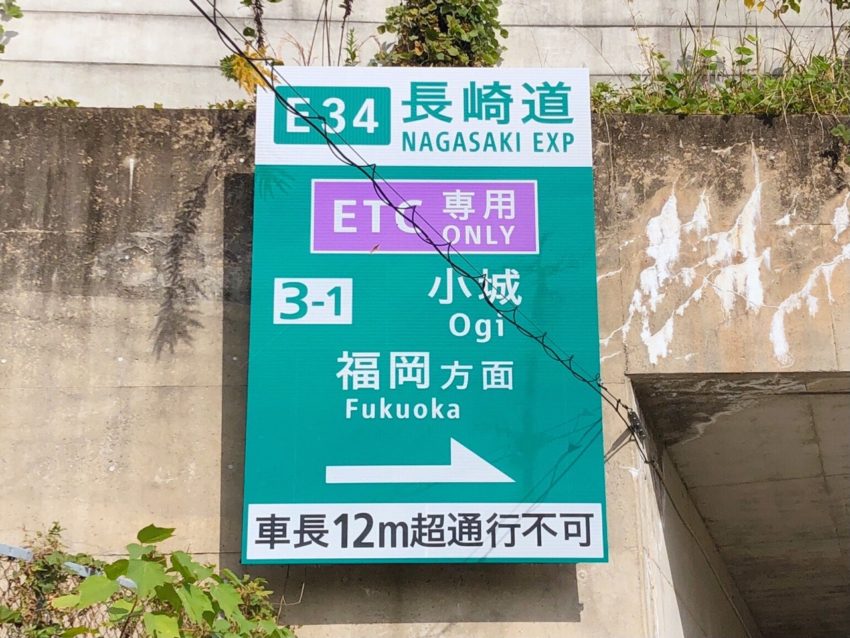 E34 長崎道
NAGASAKI EXP
ETC 専用
ONLY
3-1 小城
Ogi
福岡方面
Fukuoka
車長12m超通行不可